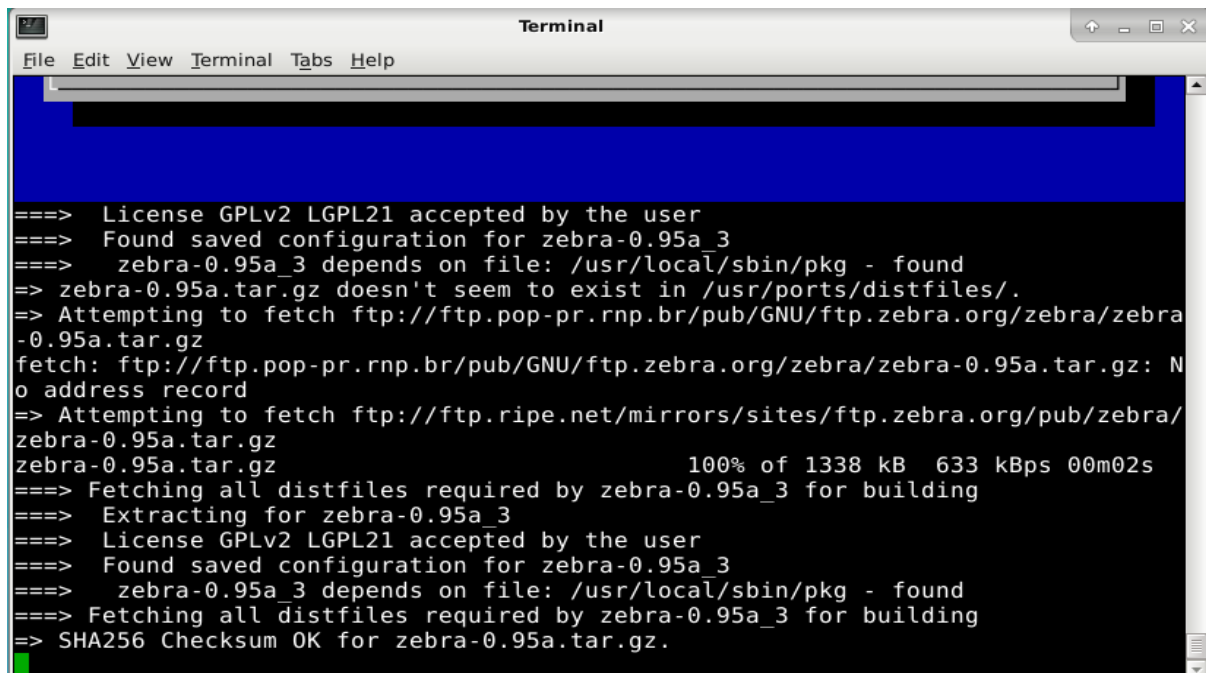 Terminal
File Edit View Terminal Tabs Help
===>  License GPLv2 LGPL21 accepted by the user
===>  Found saved configuration for zebra-0.95a_3
===>   zebra-0.95a_3 depends on file: /usr/local/sbin/pkg - found
=> zebra-0.95a.tar.gz doesn't seem to exist in /usr/ports/distfiles/.
=> Attempting to fetch ftp://ftp.pop-pr.rnp.br/pub/GNU/ftp.zebra.org/zebra/zebra
-0.95a.tar.gz
fetch: ftp://ftp.pop-pr.rnp.br/pub/GNU/ftp.zebra.org/zebra/zebra-0.95a.tar.gz: N
o address record
=> Attempting to fetch ftp://ftp.ripe.net/mirrors/sites/ftp.zebra.org/pub/zebra/
zebra-0.95a.tar.gz
zebra-0.95a.tar.gz                            100% of 1338 kB  633 kBps 00m02s
===> Fetching all distfiles required by zebra-0.95a_3 for building
===>  Extracting for zebra-0.95a_3
===>  License GPLv2 LGPL21 accepted by the user
===>  Found saved configuration for zebra-0.95a_3
===>   zebra-0.95a_3 depends on file: /usr/local/sbin/pkg - found
===> Fetching all distfiles required by zebra-0.95a_3 for building
=> SHA256 Checksum OK for zebra-0.95a.tar.gz.